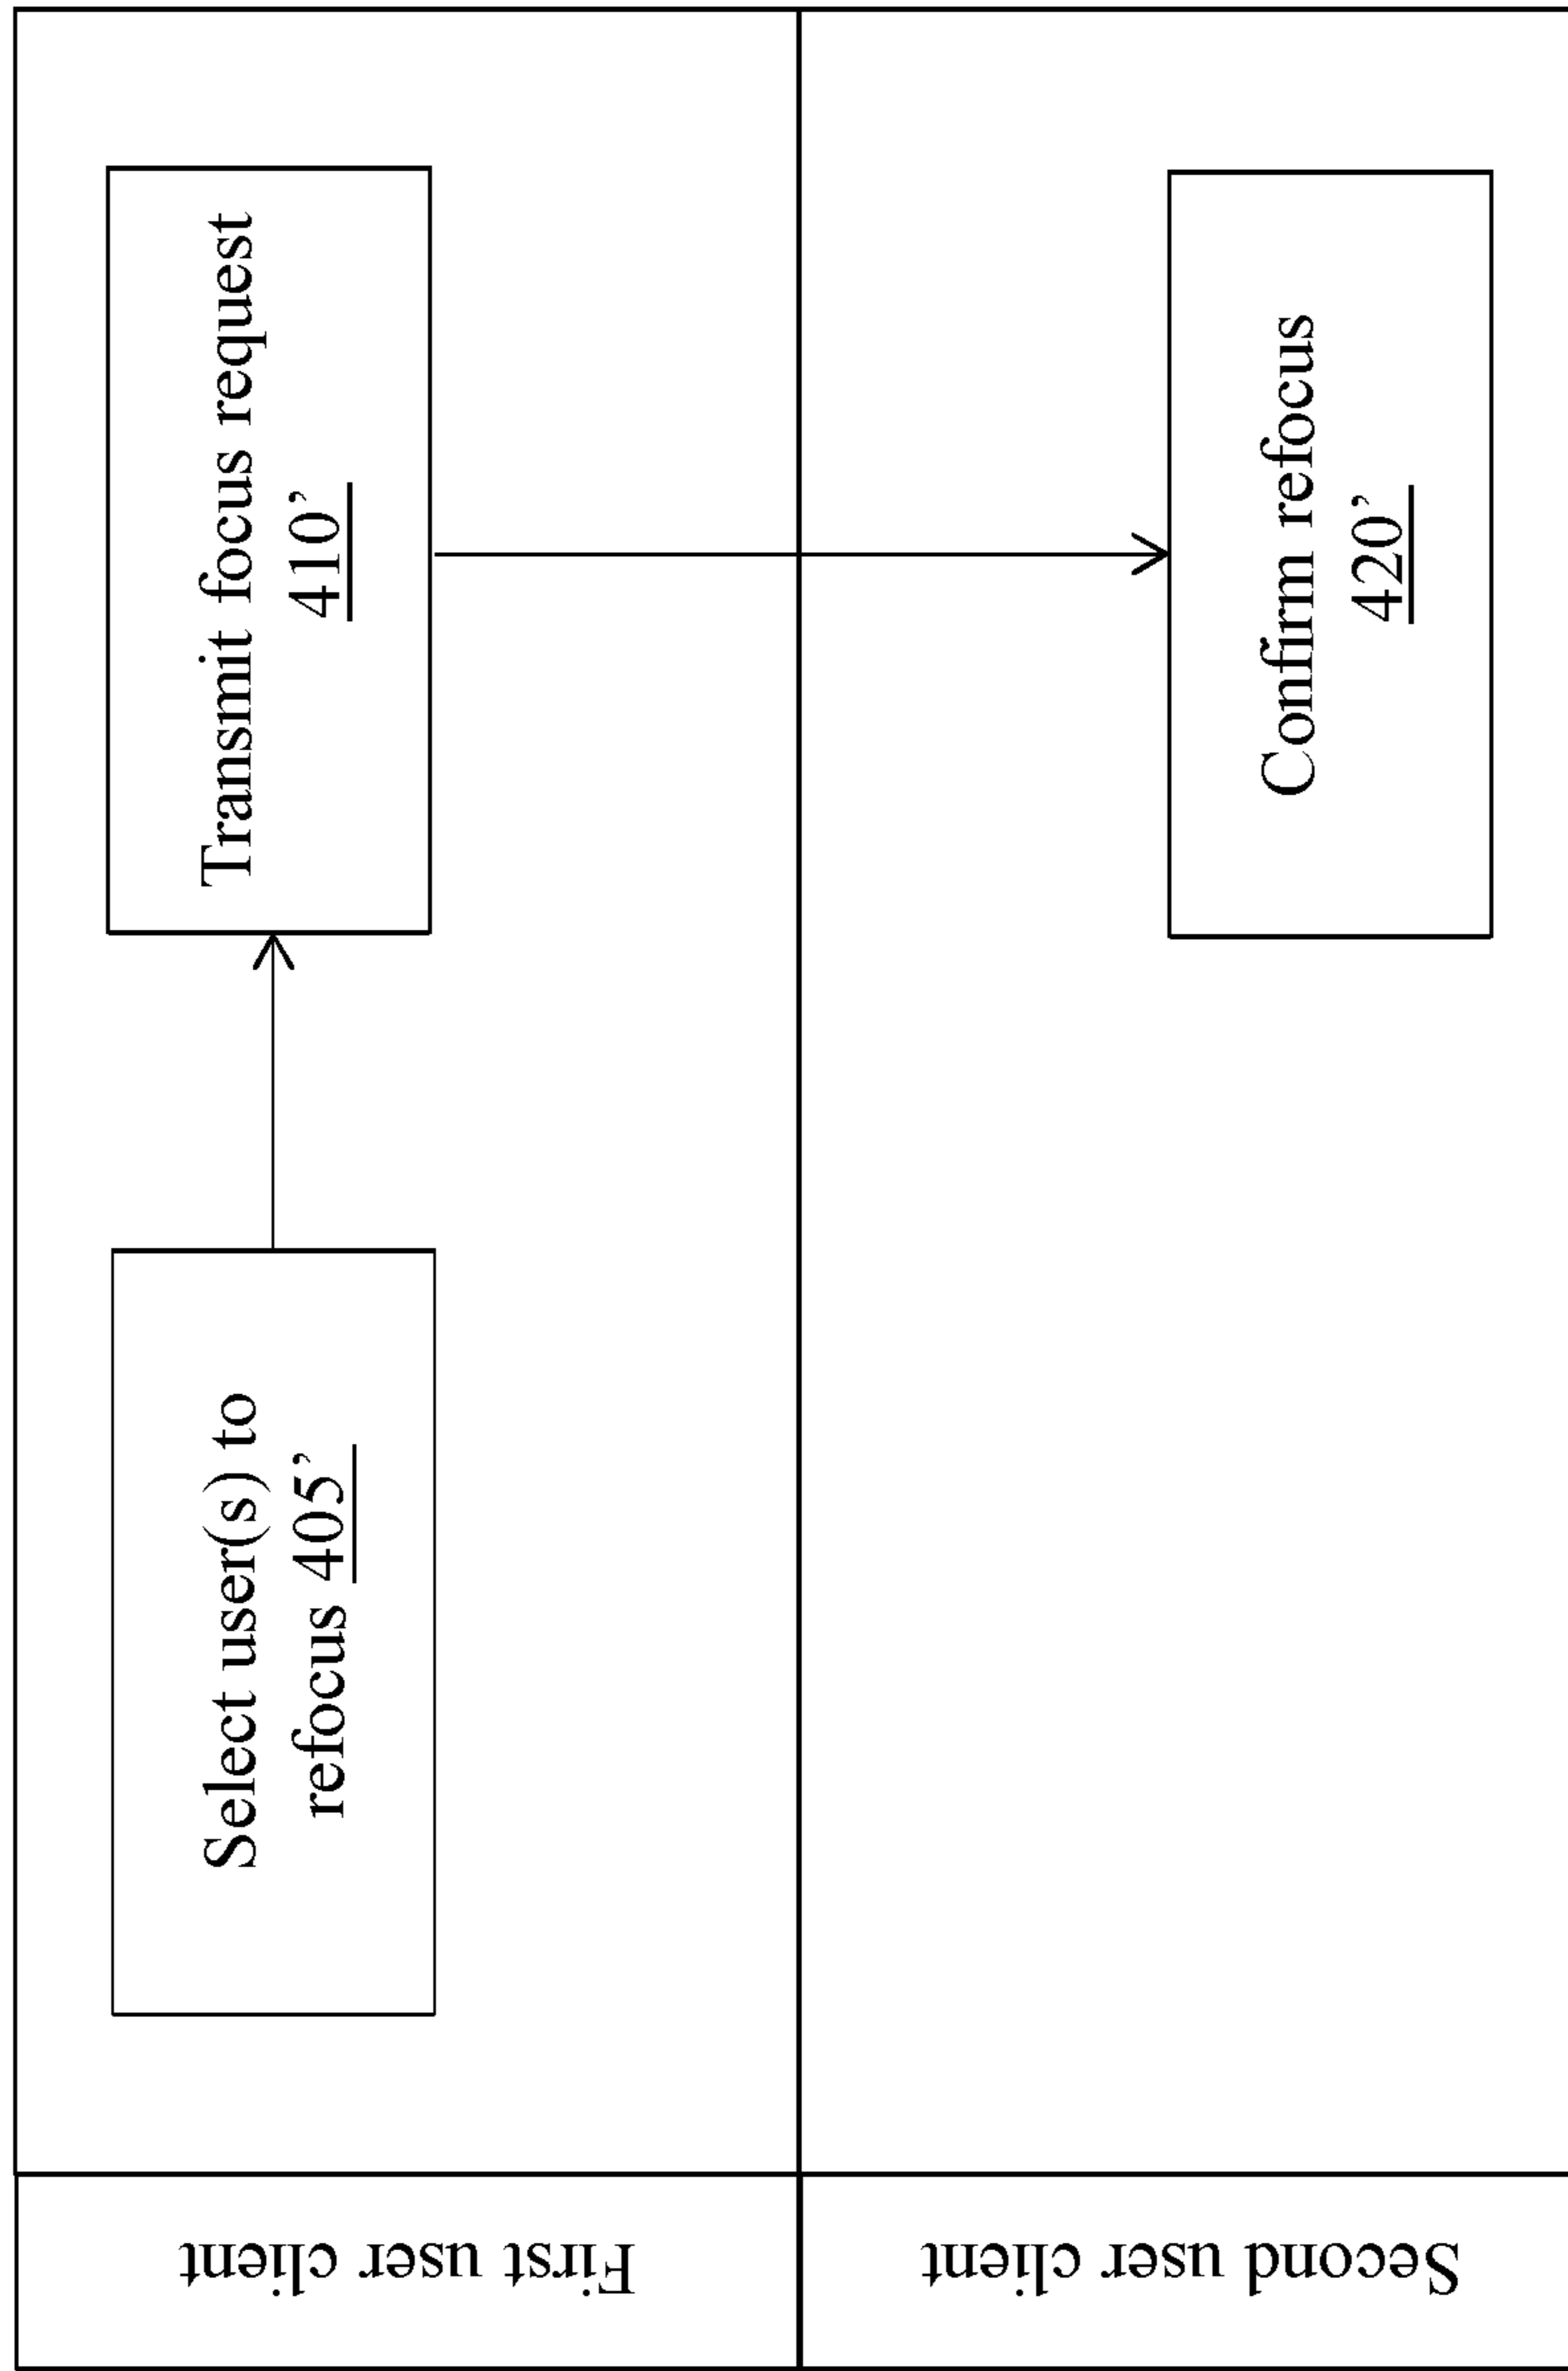 First user client
Select user(s) to
refocus 405’
Transmit focus request
410’
Second user client
Confirm refocus
420’